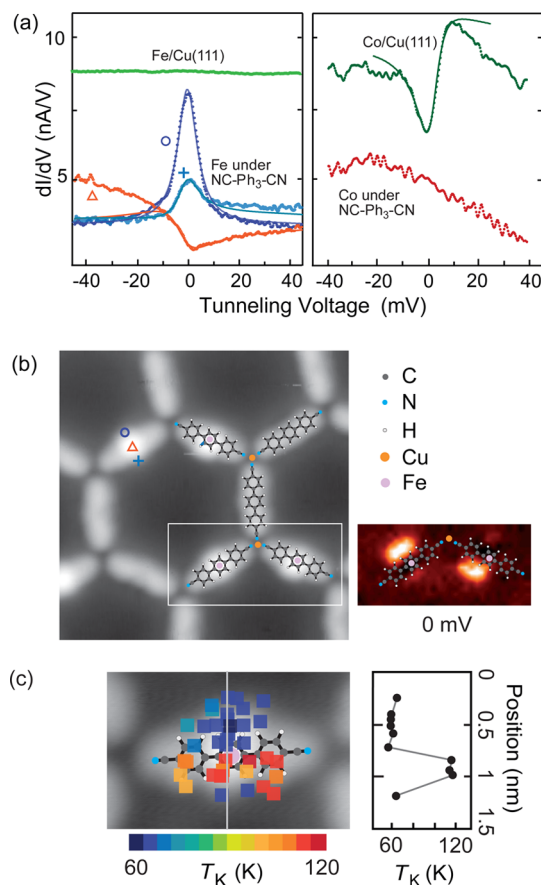 (a)
10
5
dI/dV (nA/V)
Fe/Cu(111)
Fe under
NC-Ph₃-CN
Co/Cu(111)
Co under
NC-Ph₃-CN
-40 -20 0 20 40
-40 -20 0 20 40
Tunneling Voltage (mV)
(b)
C
N
H
Cu
Fe
0 mV
(c)
60 120
T_K (K)
0
0.5
1
1.5
Position (nm)
60 120
T_K (K)